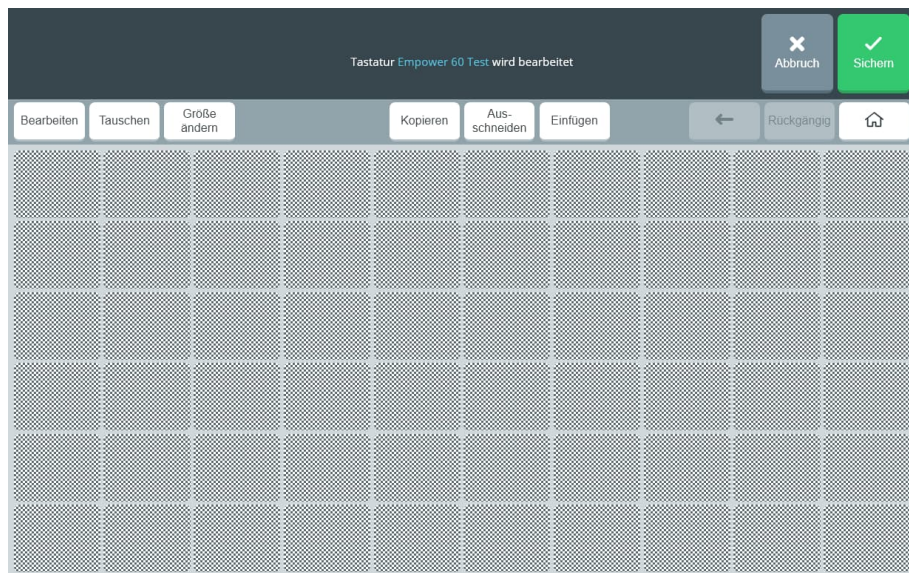 Tastatur Empower 60 Test wird bearbeitet
Abbruch
Sichern
Bearbeiten
Tauschen
Größe
ändern
Kopieren
Aus-
schneiden
Einfügen
Rückgängig